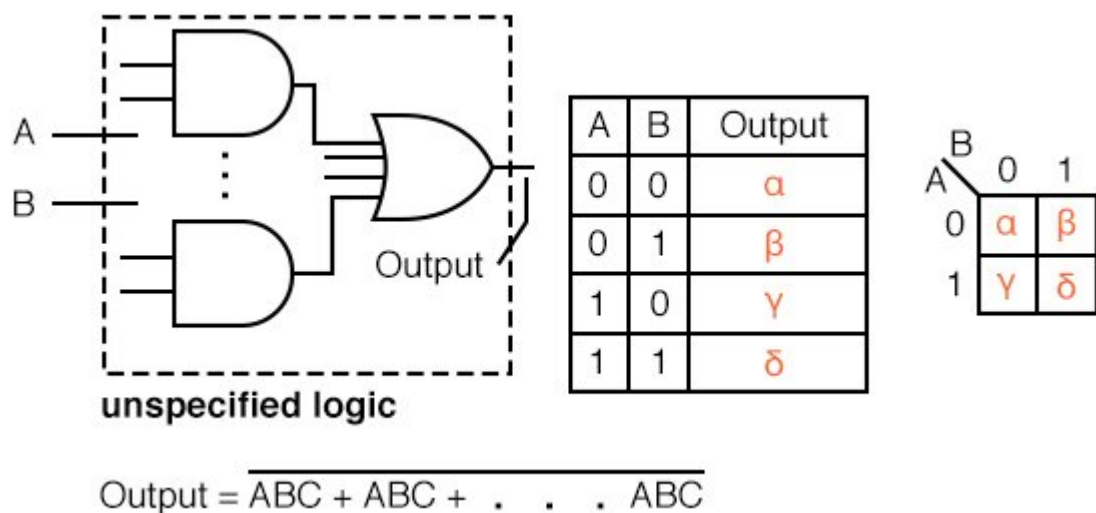 A
B
Output
unspecified logic
A B Output
0 0 α
0 1 β
1 0 γ
1 1 δ
B
A
0 1
0 α β
1 γ δ
Output = ABC + ABC + . . . ABC